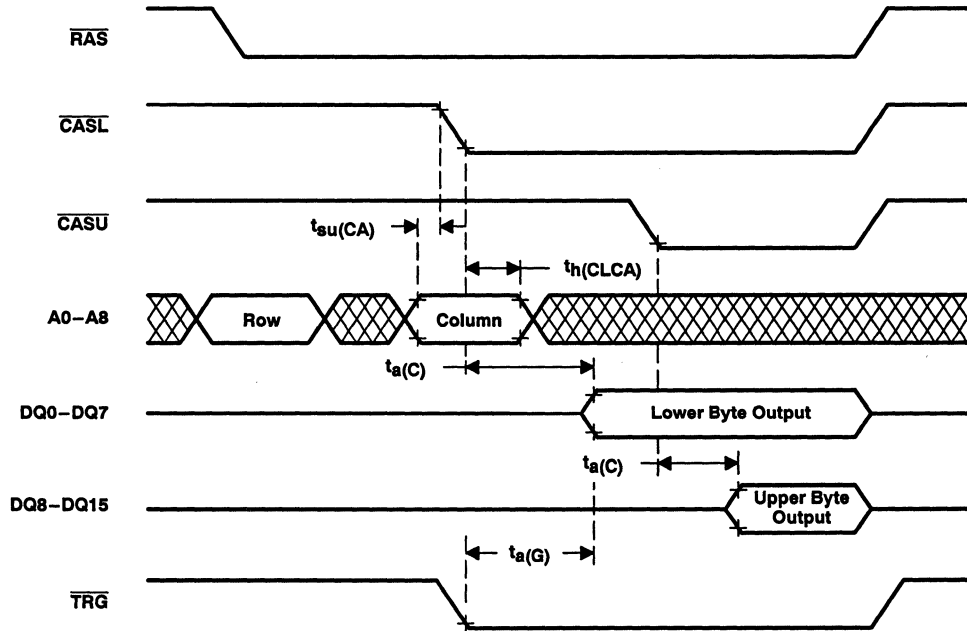 RAS
CASL
CASU
tsu(CA)
th(CLCA)
A0–A8
Row
Column
ta(C)
DQ0–DQ7
Lower Byte Output
ta(C)
DQ8–DQ15
Upper Byte
Output
ta(G)
TRG